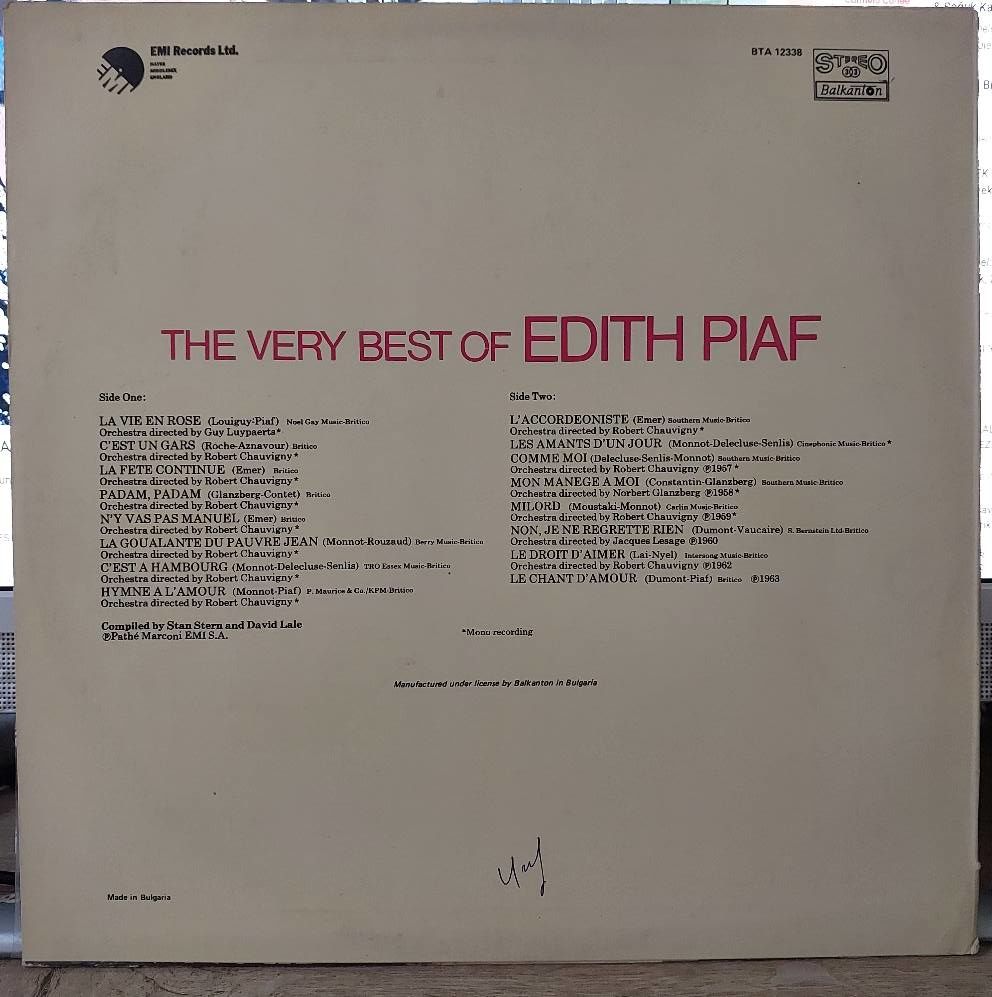 EMI Records Ltd.
HAYES
MIDDLESEX
ENGLAND
EMI
BTA 12338
STEREO
33
Balkanton
THE VERY BEST OF EDITH PIAF
Side One:
LA VIE EN ROSE (Louiguy-Piaf) Noel Gay Music-Britico
Orchestra directed by Guy Luypaerts*
C'EST UN GARS (Roche-Aznavour) Britico
Orchestra directed by Robert Chauvigny*
LA FETE CONTINUE (Emer) Britico
Orchestra directed by Robert Chauvigny*
PADAM, PADAM (Glanzberg-Contet) Britico
Orchestra directed by Robert Chauvigny*
N'Y VAS PAS MANUEL (Emer) Britico
Orchestra directed by Robert Chauvigny*
LA GOUALANTE DU PAUVRE JEAN (Monnot-Rouzaud) Berry Music-Britico
Orchestra directed by Robert Chauvigny*
C'EST A HAMBOURG (Monnot-Delecluse-Senlis) TRO Essex Music-Britico
Orchestra directed by Robert Chauvigny*
HYMNE A L'AMOUR (Monnot-Piaf) P. Maurice & Co./KPM-Britico
Orchestra directed by Robert Chauvigny*
Compiled by Stan Stern and David Lale
℗Pathé Marconi EMI S.A.
Side Two:
L'ACCORDEONISTE (Emer) Southern Music-Britico
Orchestra directed by Robert Chauvigny*
LES AMANTS D'UN JOUR (Monnot-Delecluse-Senlis) Cinephonic Music-Britico*
COMME MOI (Delecluse-Senlis-Monnot) Southern Music-Britico
Orchestra directed by Robert Chauvigny ℗1957*
MON MANEGE A MOI (Constantin-Glanzberg) Southern Music-Britico
Orchestra directed by Norbert Glanzberg ℗1958*
MILORD (Moustaki-Monnot) Carlin Music-Britico
Orchestra directed by Robert Chauvigny ℗1959*
NON, JE NE REGRETTE RIEN (Dumont-Vaucaire) S. Bernstein Ltd-Britico
Orchestra directed by Jacques Lesage ℗1960
LE DROIT D'AIMER (Lai-Nyel) Intersong Music-Britico
Orchestra directed by Robert Chauvigny ℗1962
LE CHANT D'AMOUR (Dumont-Piaf) Britico ℗1963
*Mono recording
Manufactured under license by Balkanton in Bulgaria
Made in Bulgaria